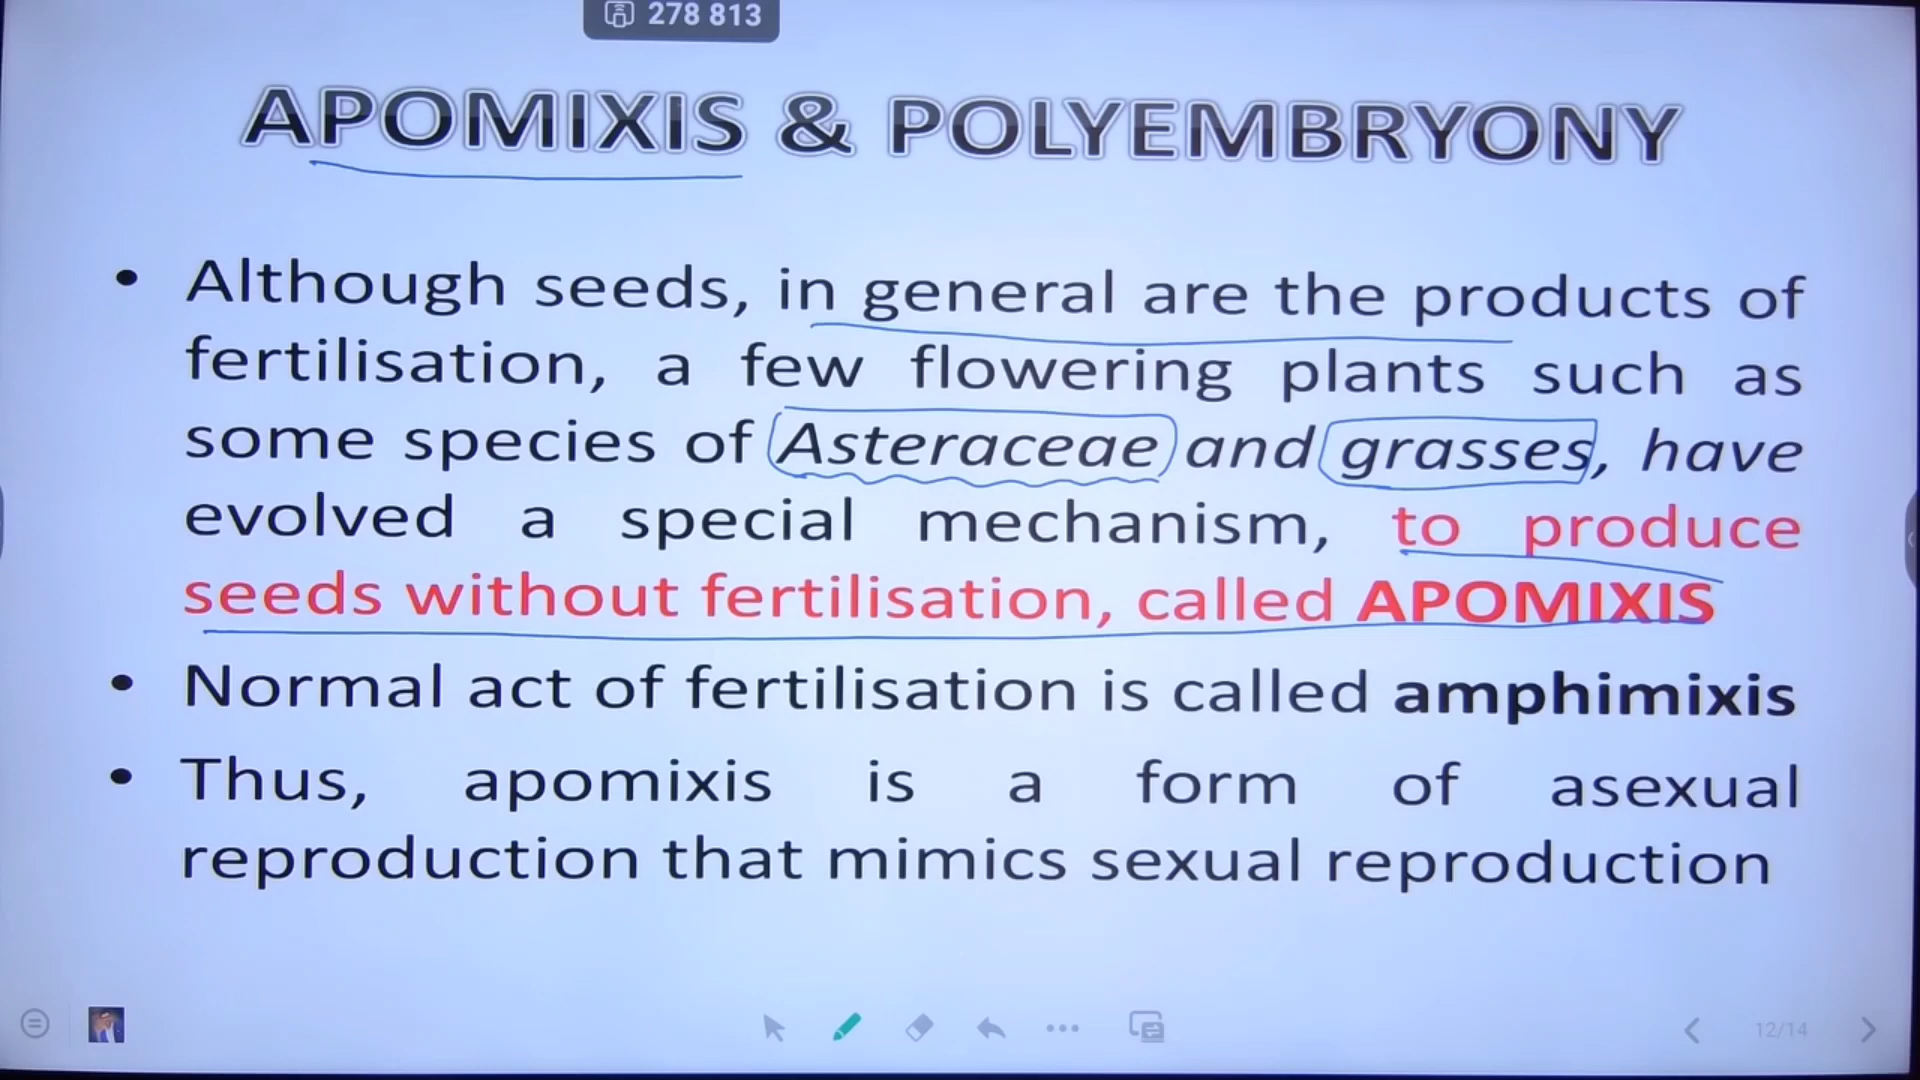 278 813
APOMIXIS & POLYEMBRYONY
• Although seeds, in general are the products of
fertilisation, a few flowering plants such as
some species of Asteraceae and grasses, have
evolved a special mechanism, to produce
seeds without fertilisation, called APOMIXIS
• Normal act of fertilisation is called amphimixis
• Thus, apomixis is a form of asexual
reproduction that mimics sexual reproduction
12/14